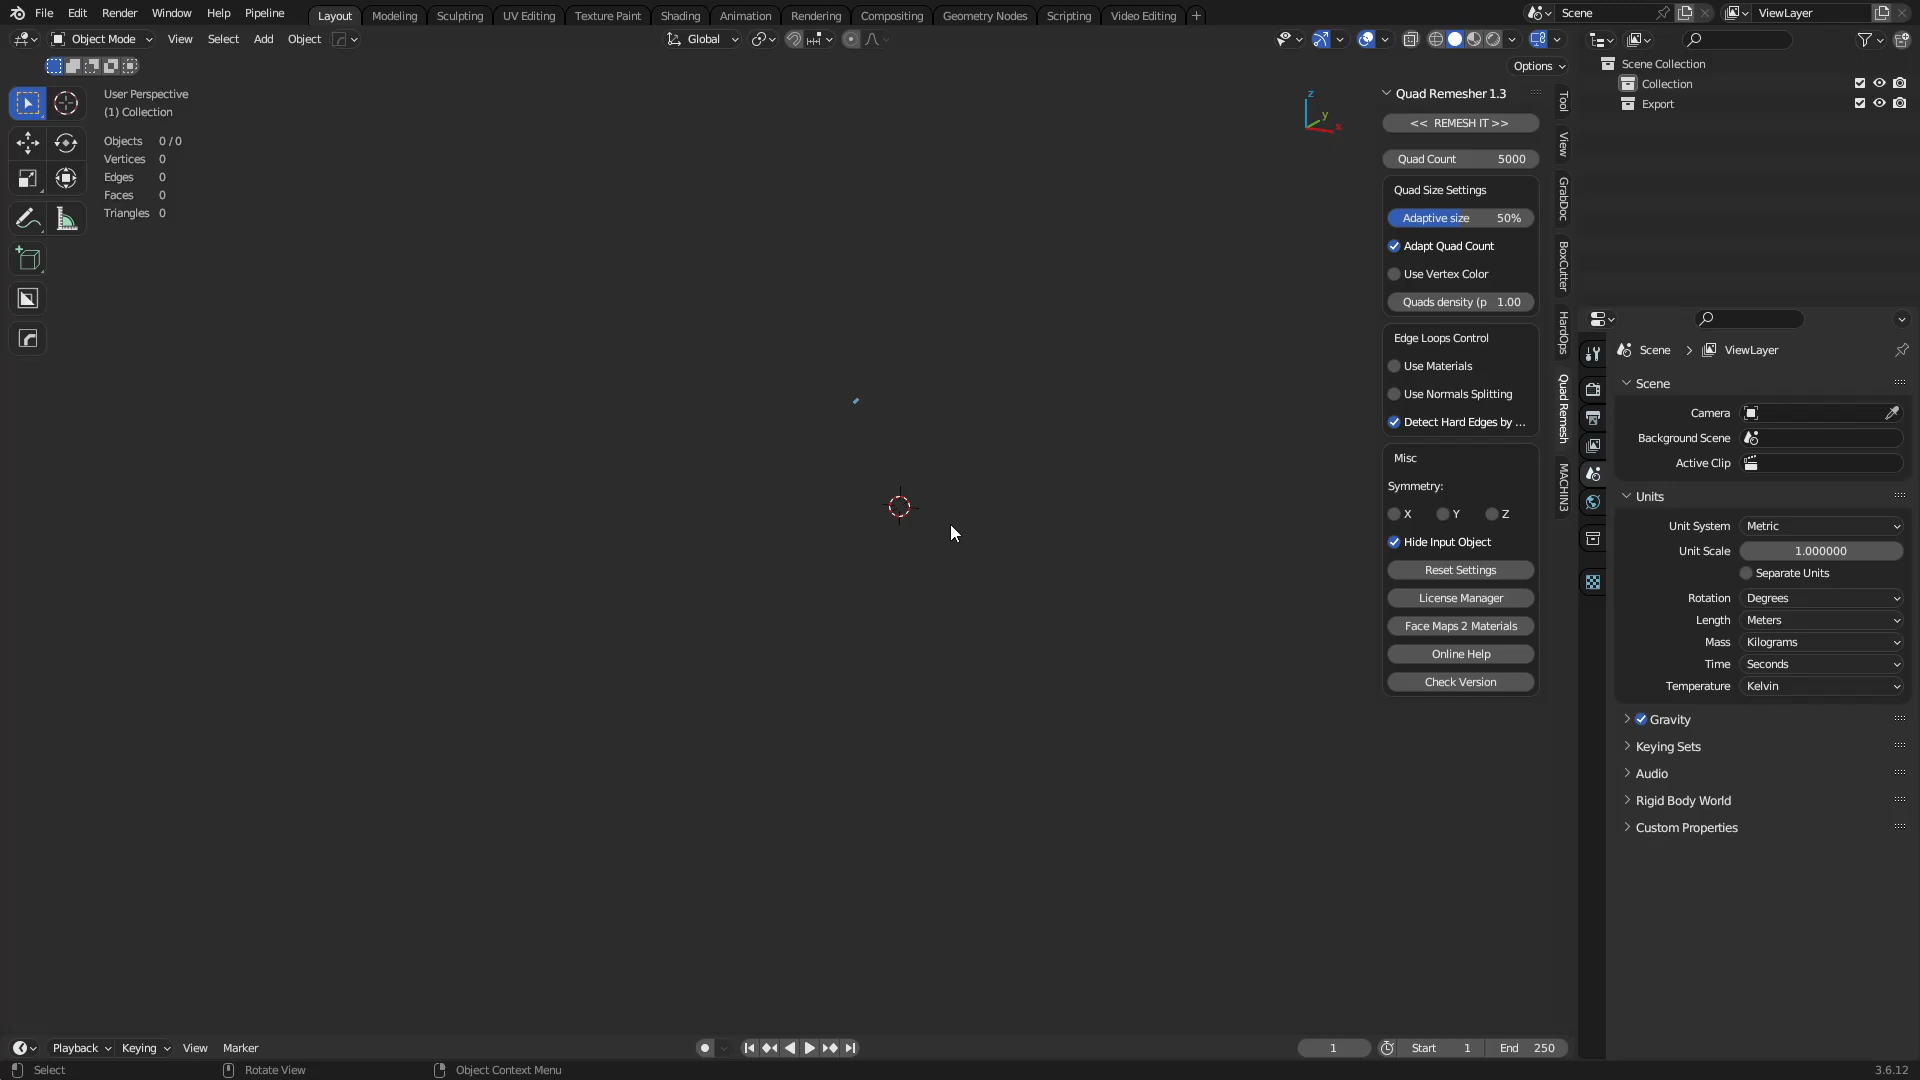 File Edit Render Window Help Pipeline Layout Modeling Sculpting UV Editing Texture Paint Shading Animation Rendering Compositing Geometry Nodes Scripting Video Editing Scene ViewLayer
Object Mode View Select Add Object Global
Options
User Perspective
(1) Collection
Objects 0 / 0
Vertices 0
Edges 0
Faces 0
Triangles 0
z
y
x
Quad Remesher 1.3
<< REMESH IT >>
Quad Count 5000
Quad Size Settings
Adaptive size 50%
Adapt Quad Count
Use Vertex Color
Quads density (p 1.00
Edge Loops Control
Use Materials
Use Normals Splitting
Detect Hard Edges by ...
Misc
Symmetry:
X Y Z
Hide Input Object
Reset Settings
License Manager
Face Maps 2 Materials
Online Help
Check Version
Tool
View
GrabDoc
BoxCutter
HardOps
Quad Remesh
MACHIN3
Scene Collection
Collection
Export
Scene ViewLayer
Scene
Camera
Background Scene
Active Clip
Units
Unit System Metric
Unit Scale 1.000000
Separate Units
Rotation Degrees
Length Meters
Mass Kilograms
Time Seconds
Temperature Kelvin
Gravity
Keying Sets
Audio
Rigid Body World
Custom Properties
Playback Keying View Marker 1 Start 1 End 250
Select Rotate View Object Context Menu 3.6.12